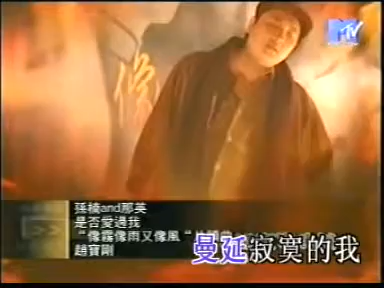 像
MTV
孫楠and那英
是否愛過我
"像霧像雨又像風"
趙寶剛
曼延寂寞的我